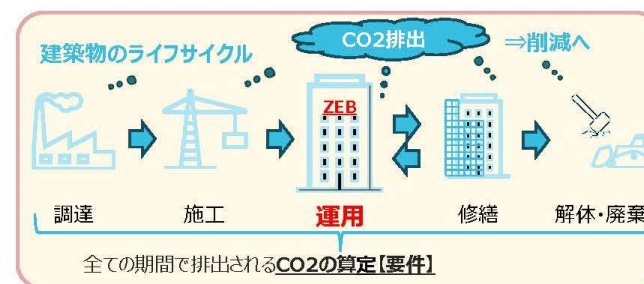 建築物のライフサイクル
CO2排出
⇒削減へ
ZEB
調達
施工
運用
修繕
解体・廃棄
全ての期間で排出されるCO2の算定【要件】